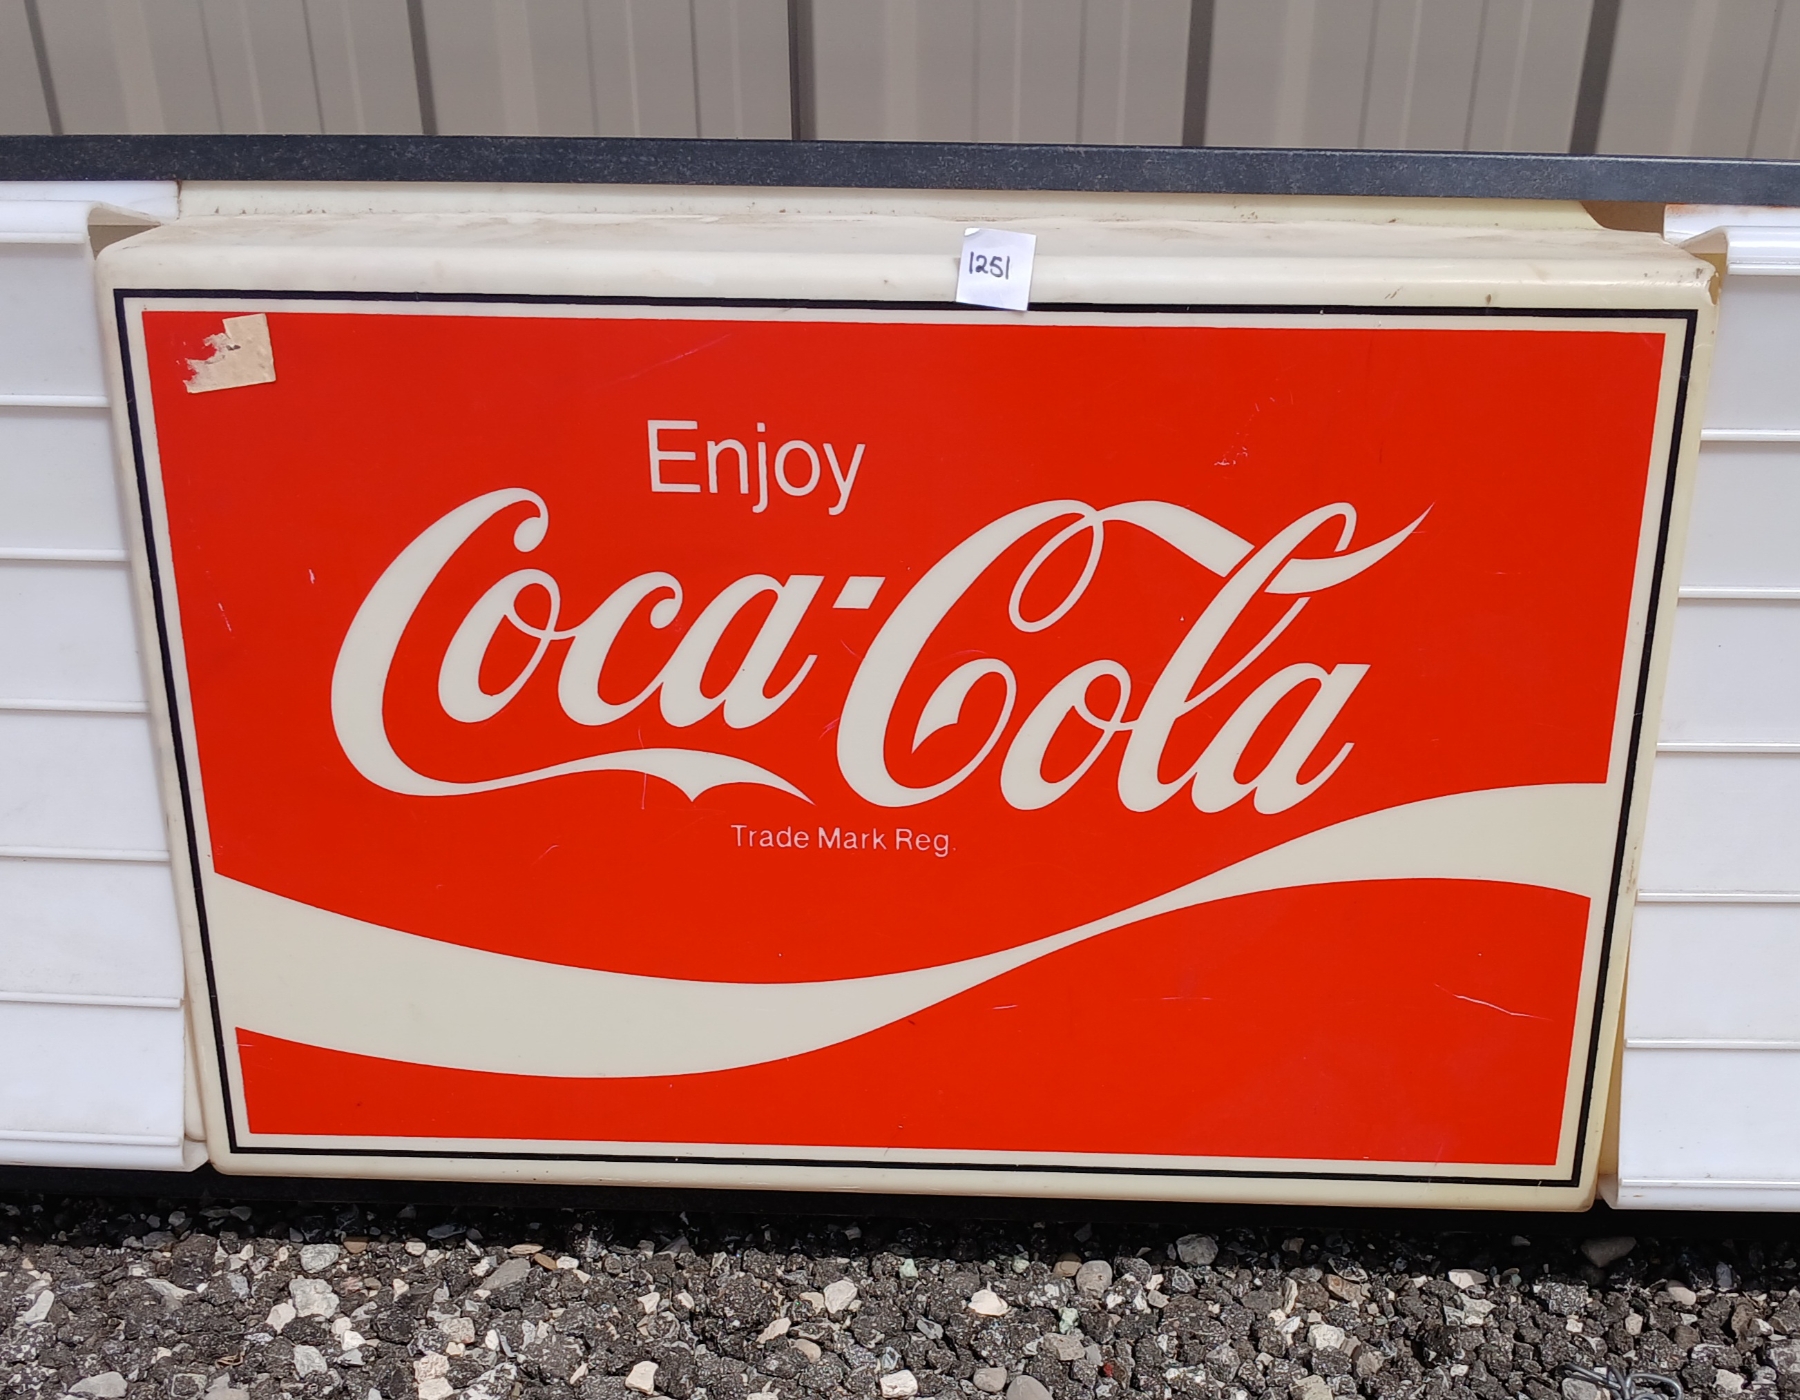 1251
Enjoy
Coca-Cola
Trade Mark Reg.